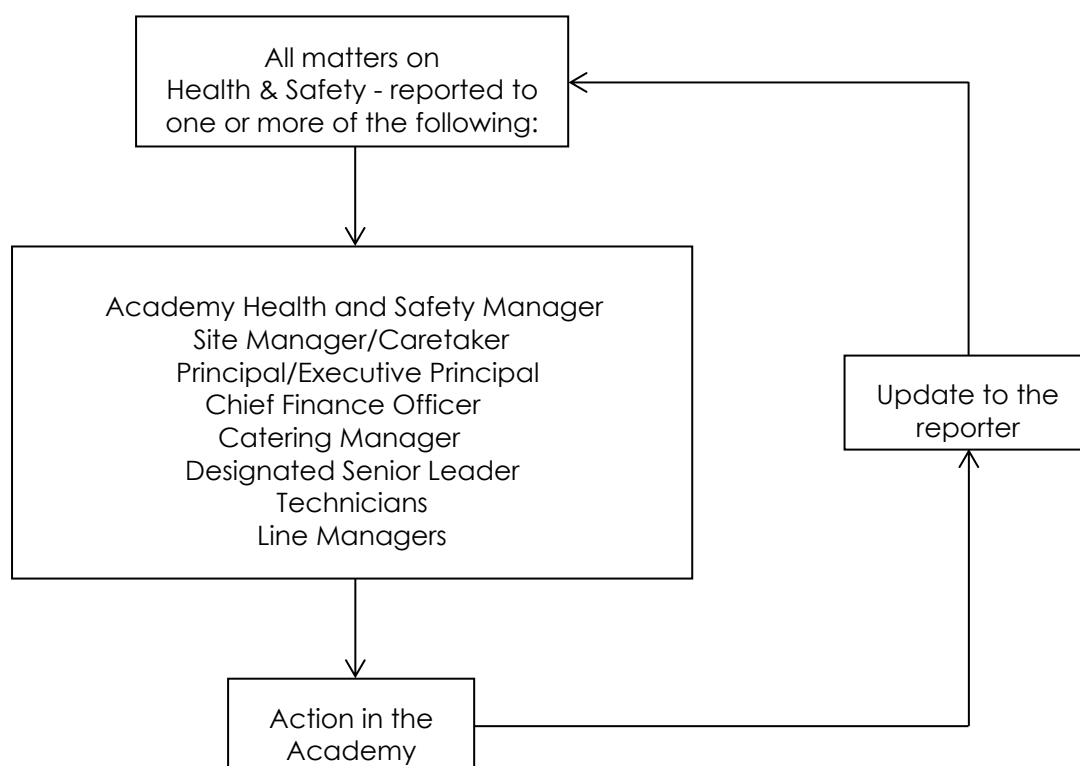 All matters on
Health & Safety - reported to
one or more of the following:
Academy Health and Safety Manager
Site Manager/Caretaker
Principal/Executive Principal
Chief Finance Officer
Catering Manager
Designated Senior Leader
Technicians
Line Managers
Update to the
reporter
Action in the
Academy